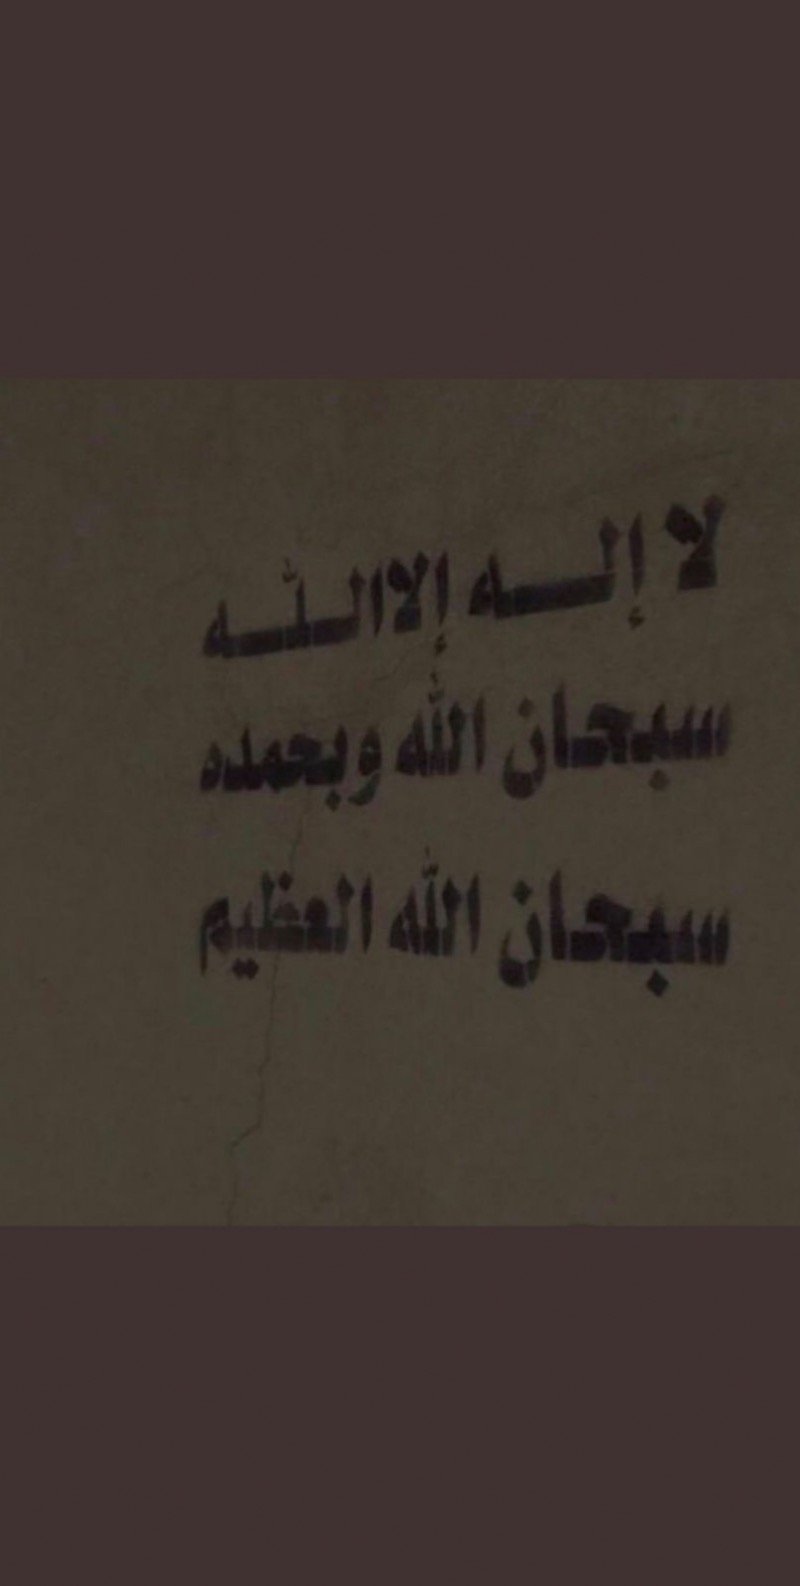 لا إله إلا الله
سبحان الله وبحمده
سبحان الله العظيم